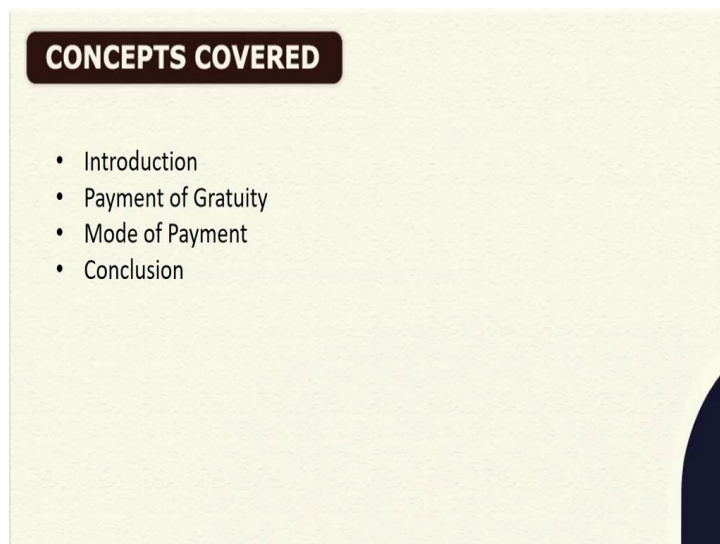 CONCEPTS COVERED
• Introduction
• Payment of Gratuity
• Mode of Payment
• Conclusion